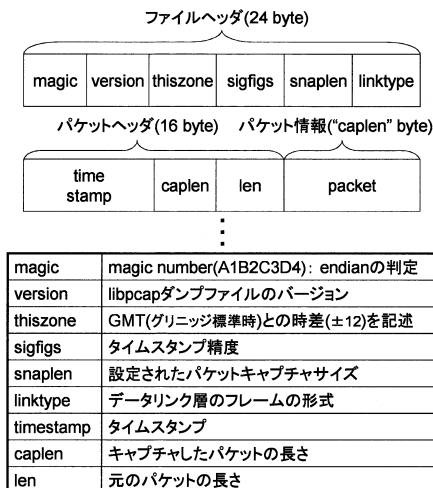 ファイルヘッダ(24 byte)
magic version thiszone sigfigs snaplen linktype
パケットヘッダ(16 byte) パケット情報("caplen" byte)
time stamp caplen len packet
magic magic number(A1B2C3D4): endianの判定
version libpcapダンプファイルのバージョン
thiszone GMT(グリニッジ標準時)との時差(±12)を記述
sigfigs タイムスタンプ精度
snaplen 設定されたパケットキャプチャサイズ
linktype データリンク層のフレームの形式
timestamp タイムスタンプ
caplen キャプチャしたパケットの長さ
len 元のパケットの長さ